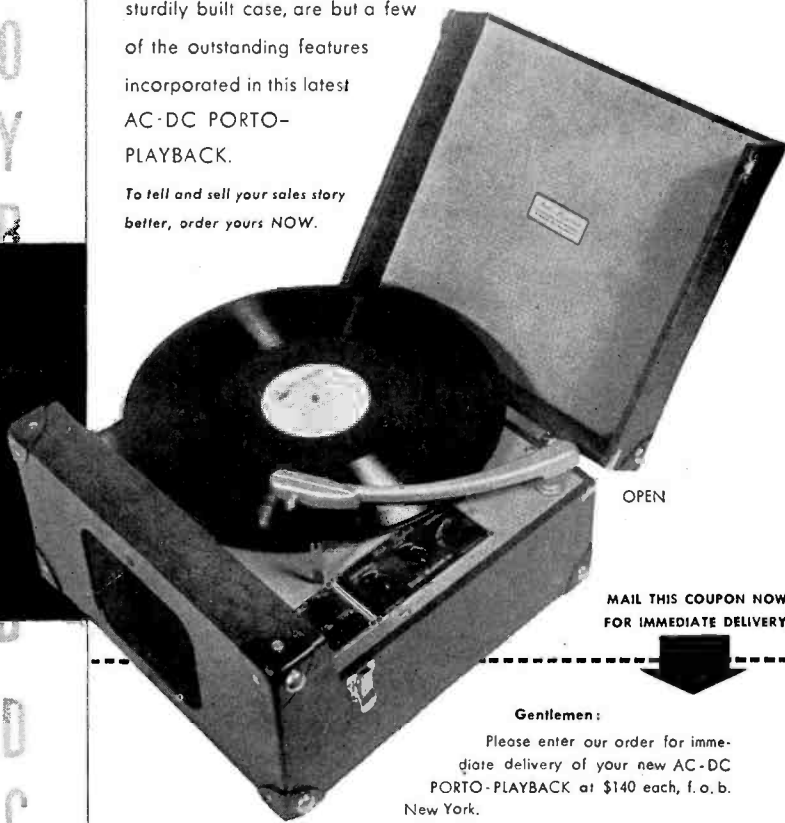 sturdily built case, are but a few
of the outstanding features
incorporated in this latest
AC-DC PORTO-
PLAYBACK.
To tell and sell your sales story
better, order yours NOW.
OPEN
MAIL THIS COUPON NOW
FOR IMMEDIATE DELIVERY
Gentlemen:
Please enter our order for imme-
diate delivery of your new AC-DC
PORTO-PLAYBACK at $140 each, f.o.b.
New York.